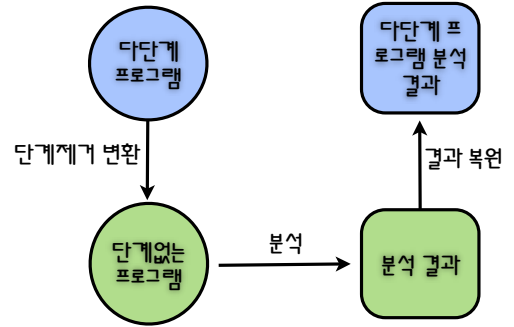 다단계
프로그램
다단계 프
로그램 분석
결과
단계제거 변환
결과 복원
단계없는
프로그램
분석
분석 결과